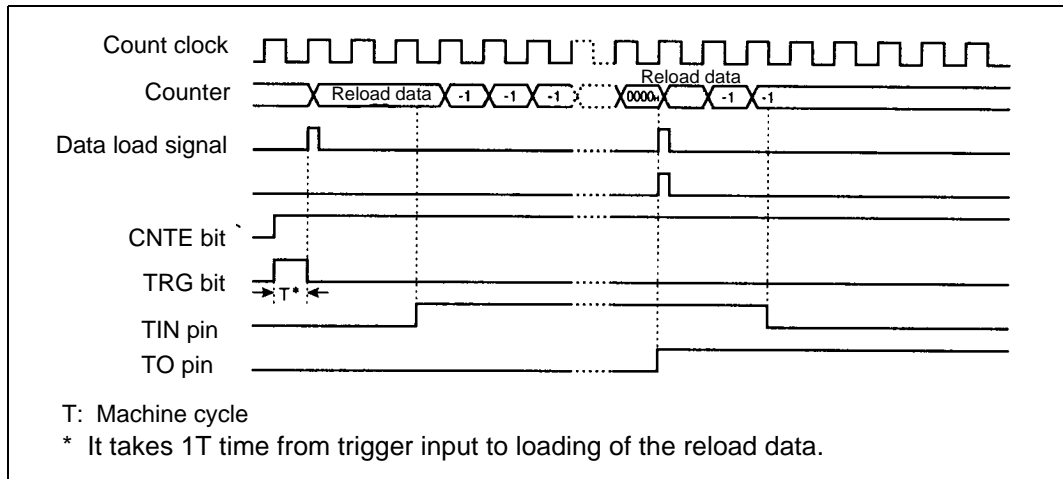 Count clock
Reload data
Counter
Reload data -1 -1 -1 0000H -1 -1
Data load signal
CNTE bit
TRG bit
T*
TIN pin
TO pin
T: Machine cycle
* It takes 1T time from trigger input to loading of the reload data.